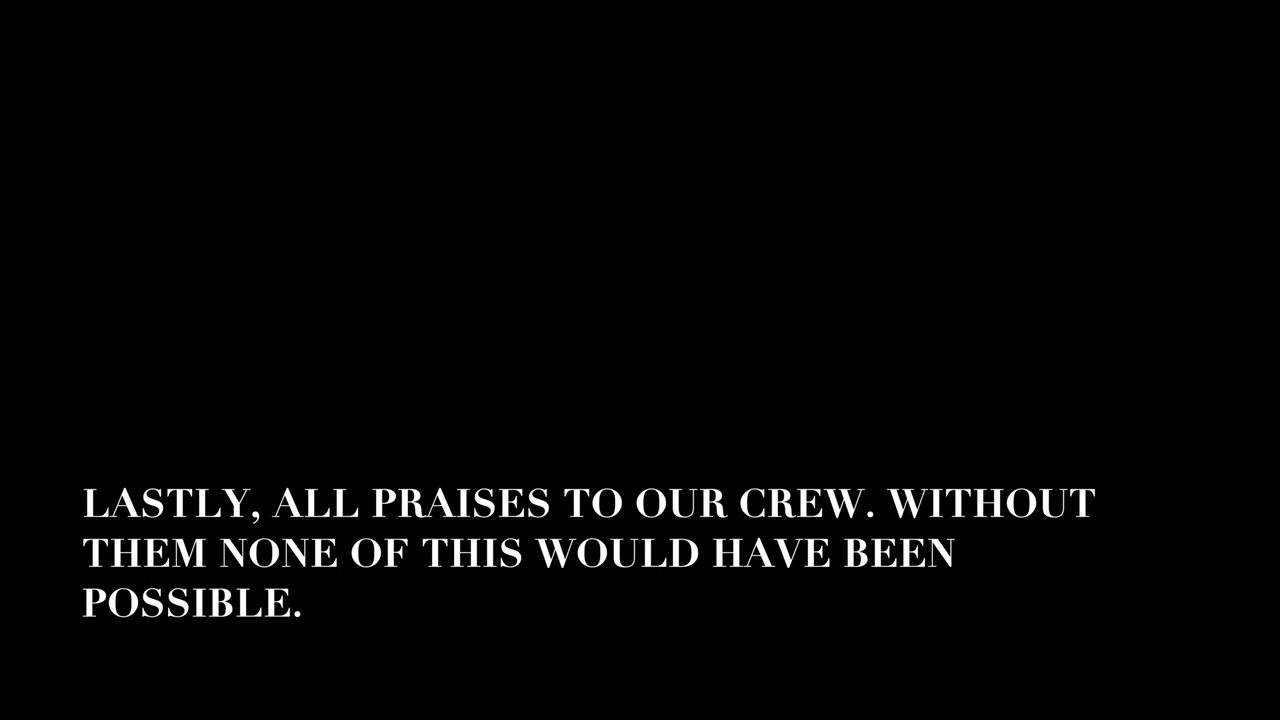 LASTLY, ALL PRAISES TO OUR CREW. WITHOUT
THEM NONE OF THIS WOULD HAVE BEEN
POSSIBLE.